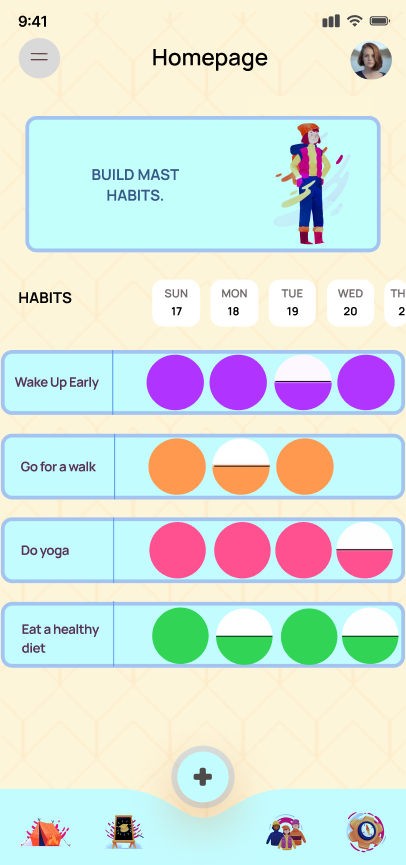 9:41
Homepage
BUILD MAST
HABITS.
HABITS
SUN MON TUE WED TH
17 18 19 20 2
Wake Up Early
Go for a walk
Do yoga
Eat a healthy
diet